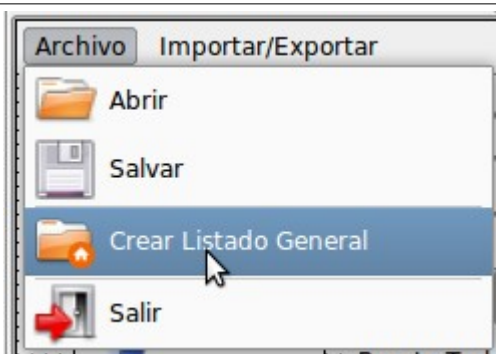 Archivo Importar/Exportar
Abrir
Salvar
Crear Listado General
Salir